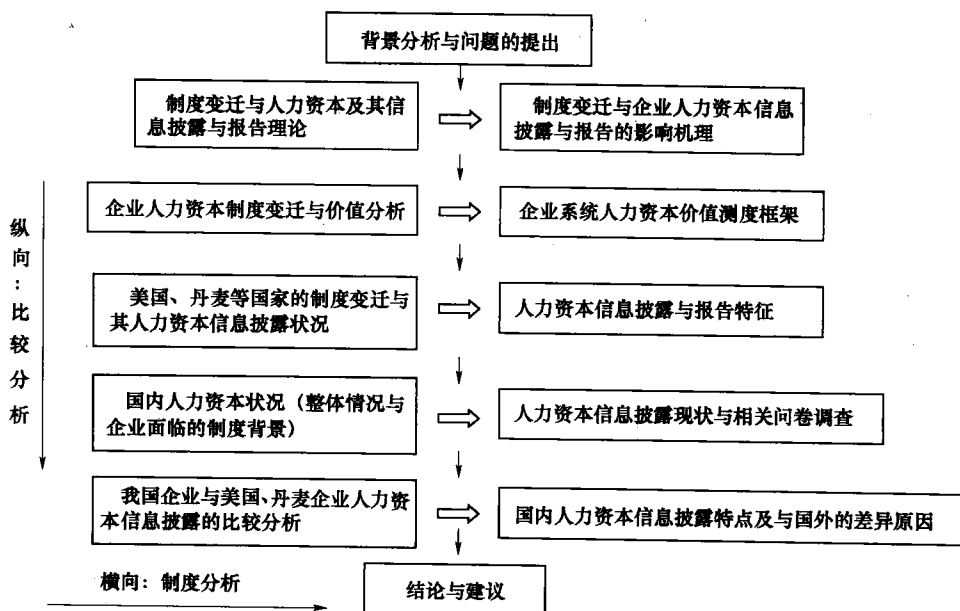 背景分析与问题的提出
制度变迁与人力资本及其信
息披露与报告理论
制度变迁与企业人力资本信息
披露与报告的影响机理
企业人力资本制度变迁与价值分析
企业系统人力资本价值测度框架
美国、丹麦等国家的制度变迁与
其人力资本信息披露状况
人力资本信息披露与报告特征
国内人力资本状况（整体情况与
企业面临的制度背景）
人力资本信息披露现状与相关问卷调查
我国企业与美国、丹麦企业人力资
本信息披露的比较分析
国内人力资本信息披露特点及与国外的差异原因
结论与建议
纵向：比较分析
横向：制度分析